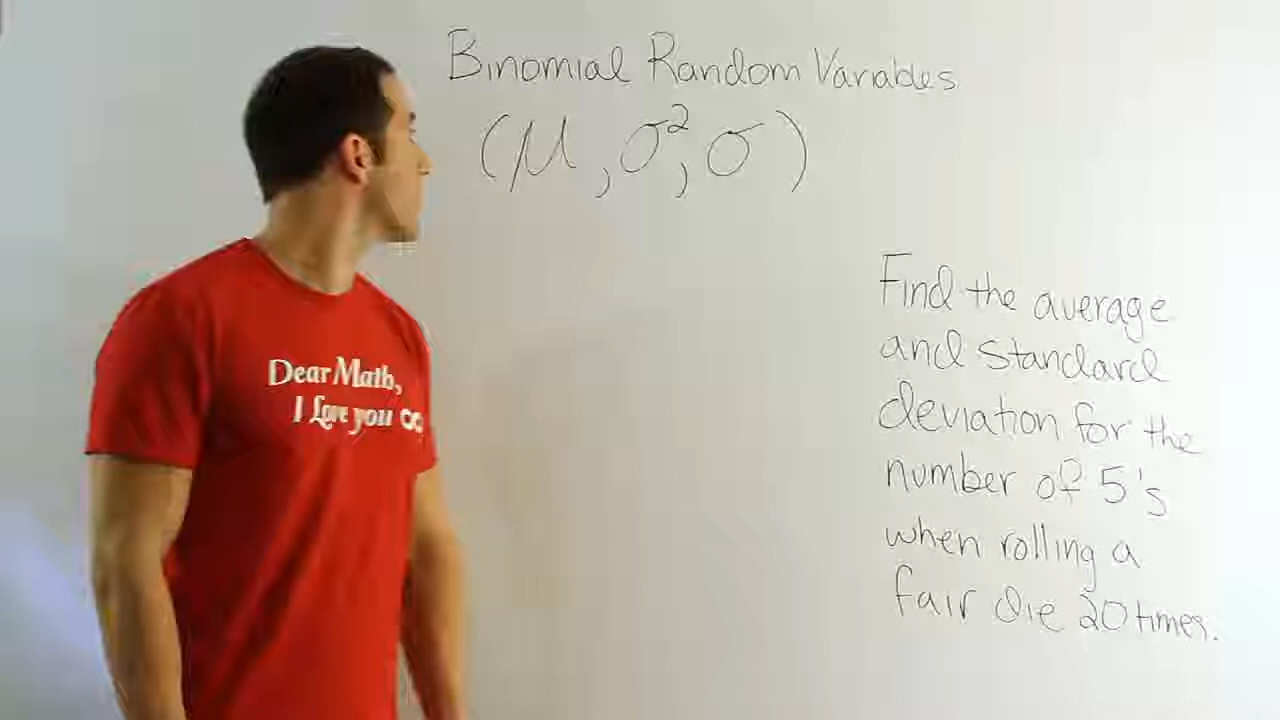 Binomial Random Variables
(μ, σ², σ)
Dear Math,
I Love you ∞
Find the average
and standard
deviation for the
number of 5's
when rolling a
fair die 20 times.